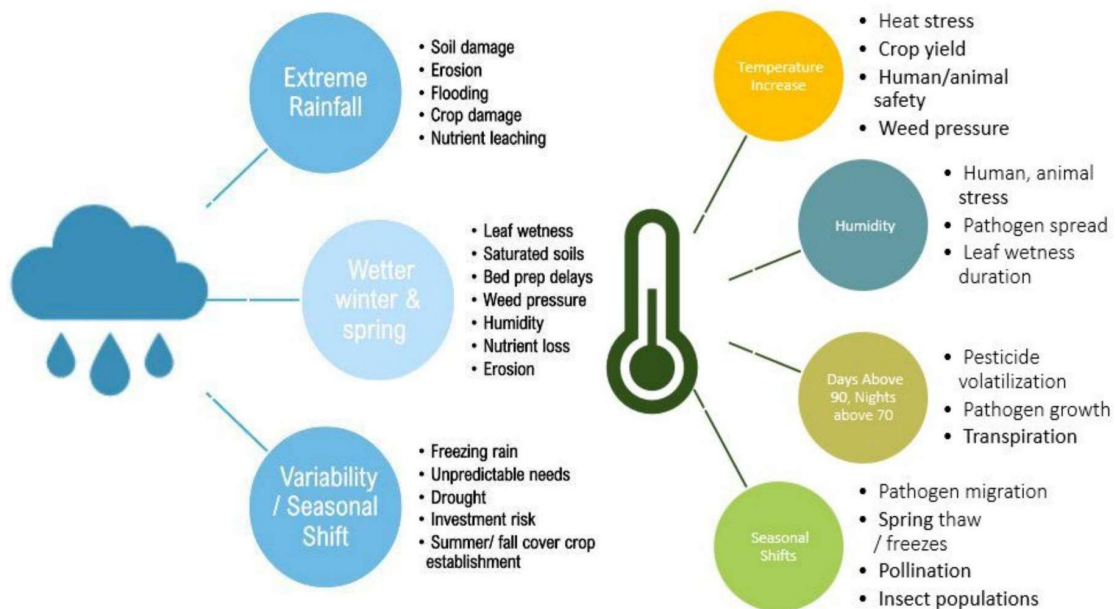 Extreme
Rainfall
• Soil damage
• Erosion
• Flooding
• Crop damage
• Nutrient leaching
Wetter
winter &
spring
• Leaf wetness
• Saturated soils
• Bed prep delays
• Weed pressure
• Humidity
• Nutrient loss
• Erosion
Variability
/ Seasonal
Shift
• Freezing rain
• Unpredictable needs
• Drought
• Investment risk
• Summer/ fall cover crop
establishment
Temperature
Increase
• Heat stress
• Crop yield
• Human/animal
safety
• Weed pressure
Humidity
• Human, animal
stress
• Pathogen spread
• Leaf wetness
duration
Days Above
90, Nights
above 70
• Pesticide
volatilization
• Pathogen growth
• Transpiration
Seasonal
Shifts
• Pathogen migration
• Spring thaw
/ freezes
• Pollination
• Insect populations